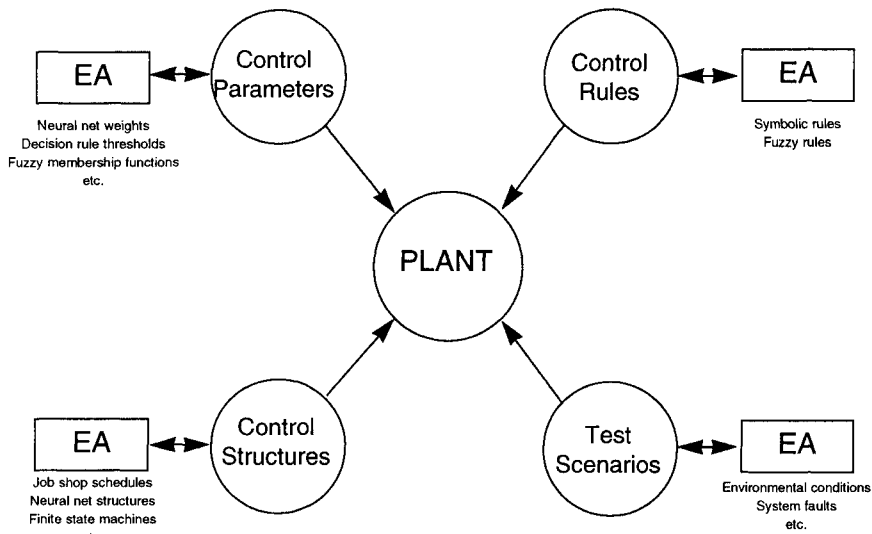 EA
Control
Parameters
Neural net weights
Decision rule thresholds
Fuzzy membership functions
etc.
Control
Rules
EA
Symbolic rules
Fuzzy rules
PLANT
EA
Control
Structures
Job shop schedules
Neural net structures
Finite state machines
Test
Scenarios
EA
Environmental conditions
System faults
etc.